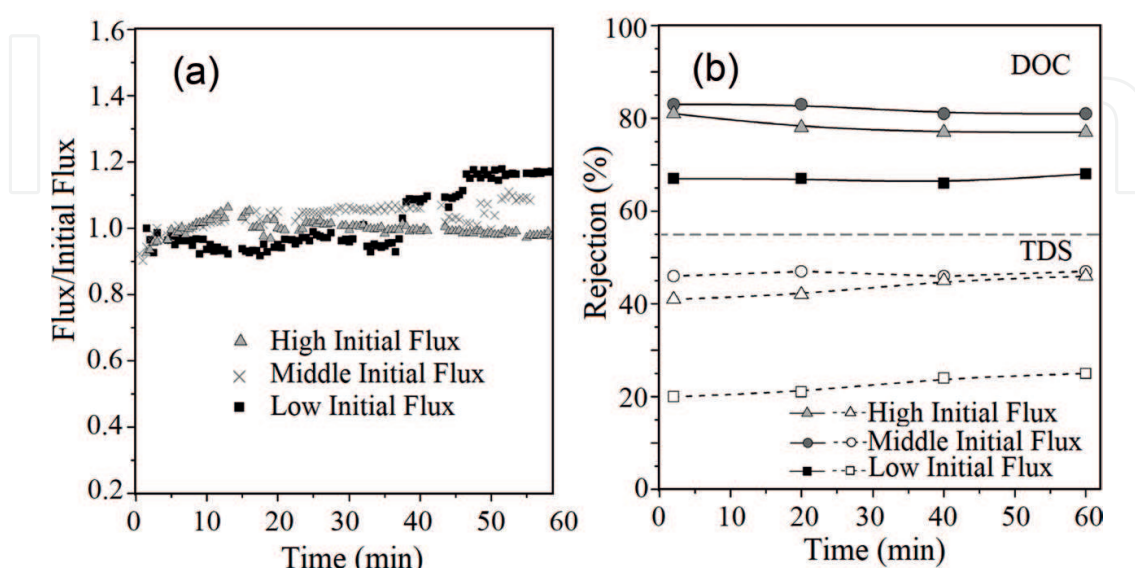 (a)
Flux/Initial Flux
1.6
1.4
1.2
1.0
0.8
0.6
0.4
0.2
High Initial Flux
Middle Initial Flux
Low Initial Flux
0 10 20 30 40 50 60
Time (min)
(b)
Rejection (%)
100
80
60
40
20
0
DOC
TDS
High Initial Flux
Middle Initial Flux
Low Initial Flux
0 20 40 60
Time (min)